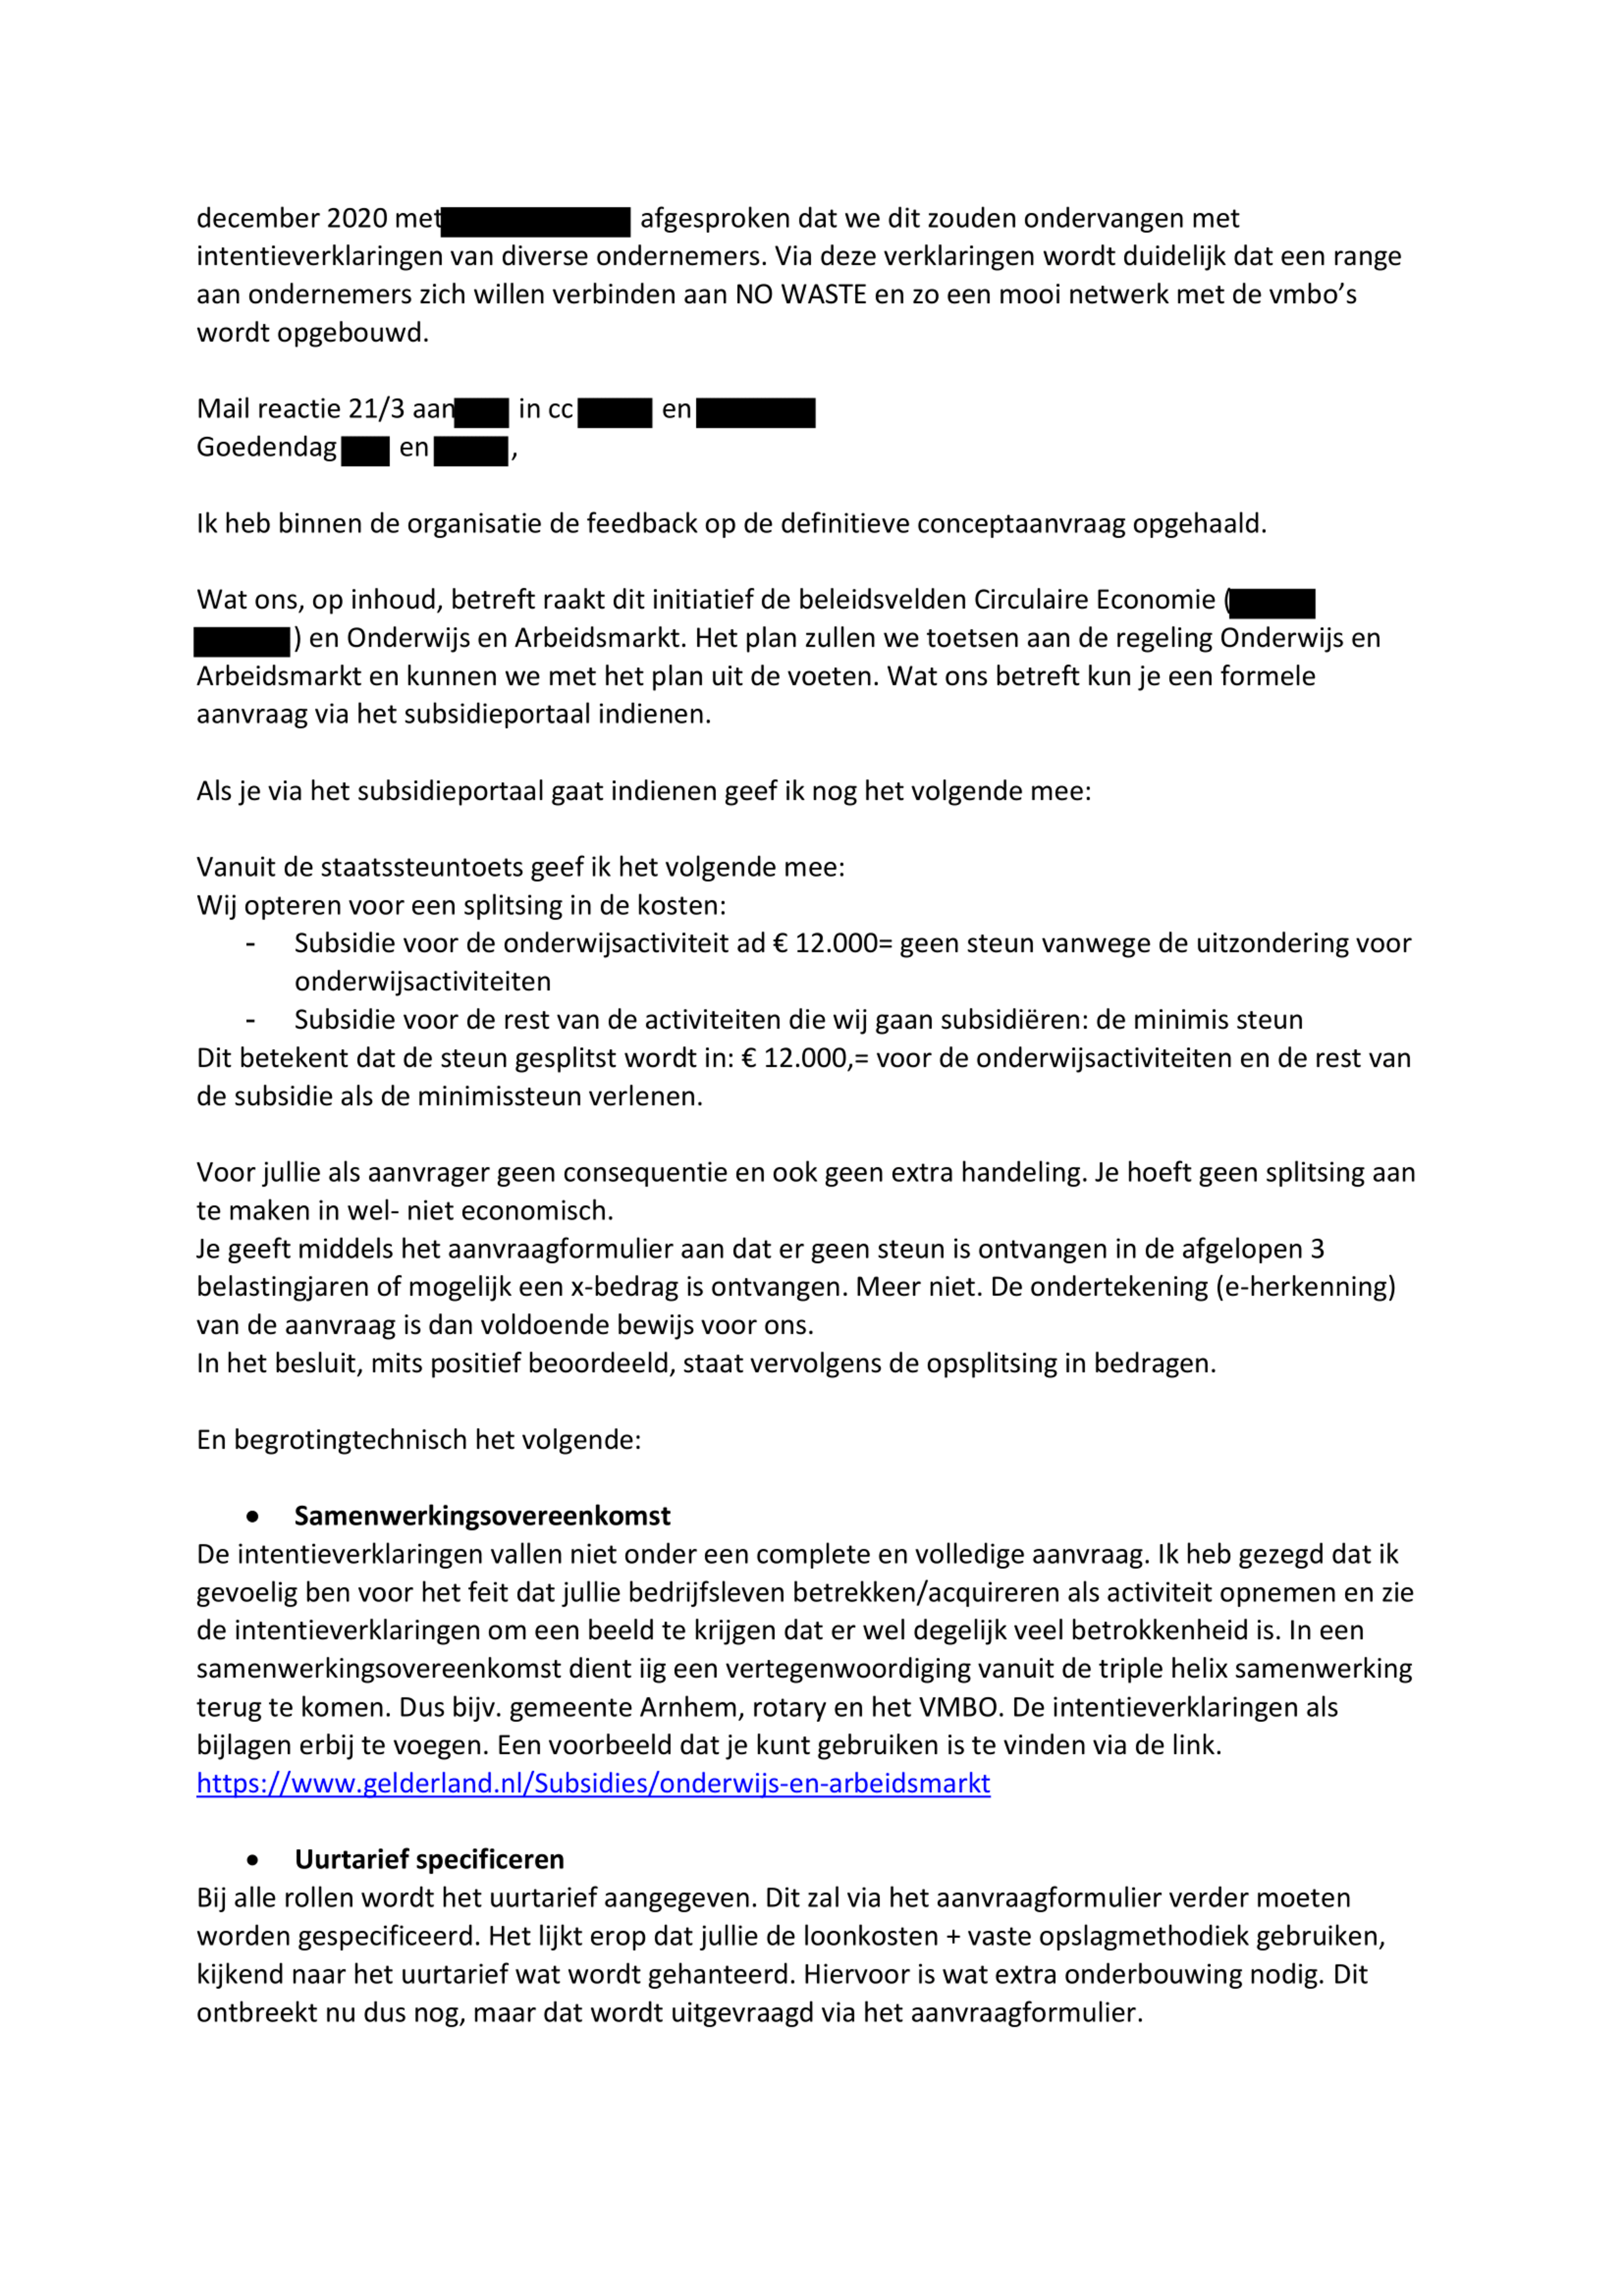 december 2020 met afgesproken dat we dit zouden ondervangen met
intentieverklaringen van diverse ondernemers. Via deze verklaringen wordt duidelijk dat een range
aan ondernemers zich willen verbinden aan NO WASTE en zo een mooi netwerk met de vmbo’s
wordt opgebouwd.
Mail reactie 21/3 aan in cc en
Goedendag en ,
Ik heb binnen de organisatie de feedback op de definitieve conceptaanvraag opgehaald.
Wat ons, op inhoud, betreft raakt dit initiatief de beleidsvelden Circulaire Economie (
) en Onderwijs en Arbeidsmarkt. Het plan zullen we toetsen aan de regeling Onderwijs en
Arbeidsmarkt en kunnen we met het plan uit de voeten. Wat ons betreft kun je een formele
aanvraag via het subsidieportaal indienen.
Als je via het subsidieportaal gaat indienen geef ik nog het volgende mee:
Vanuit de staatssteuntoets geef ik het volgende mee:
Wij opteren voor een splitsing in de kosten:
- Subsidie voor de onderwijsactiviteit ad € 12.000= geen steun vanwege de uitzondering voor
onderwijsactiviteiten
- Subsidie voor de rest van de activiteiten die wij gaan subsidiëren: de minimis steun
Dit betekent dat de steun gesplitst wordt in: € 12.000,= voor de onderwijsactiviteiten en de rest van
de subsidie als de minimissteun verlenen.
Voor jullie als aanvrager geen consequentie en ook geen extra handeling. Je hoeft geen splitsing aan
te maken in wel- niet economisch.
Je geeft middels het aanvraagformulier aan dat er geen steun is ontvangen in de afgelopen 3
belastingjaren of mogelijk een x-bedrag is ontvangen. Meer niet. De ondertekening (e-herkenning)
van de aanvraag is dan voldoende bewijs voor ons.
In het besluit, mits positief beoordeeld, staat vervolgens de opsplitsing in bedragen.
En begrotingtechnisch het volgende:
• Samenwerkingsovereenkomst
De intentieverklaringen vallen niet onder een complete en volledige aanvraag. Ik heb gezegd dat ik
gevoelig ben voor het feit dat jullie bedrijfsleven betrekken/acquireren als activiteit opnemen en zie
de intentieverklaringen om een beeld te krijgen dat er wel degelijk veel betrokkenheid is. In een
samenwerkingsovereenkomst dient iig een vertegenwoordiging vanuit de triple helix samenwerking
terug te komen. Dus bijv. gemeente Arnhem, rotary en het VMBO. De intentieverklaringen als
bijlagen erbij te voegen. Een voorbeeld dat je kunt gebruiken is te vinden via de link.
https://www.gelderland.nl/Subsidies/onderwijs-en-arbeidsmarkt
• Uurtarief specificeren
Bij alle rollen wordt het uurtarief aangegeven. Dit zal via het aanvraagformulier verder moeten
worden gespecificeerd. Het lijkt erop dat jullie de loonkosten + vaste opslagmethodiek gebruiken,
kijkend naar het uurtarief wat wordt gehanteerd. Hiervoor is wat extra onderbouwing nodig. Dit
ontbreekt nu dus nog, maar dat wordt uitgevraagd via het aanvraagformulier.